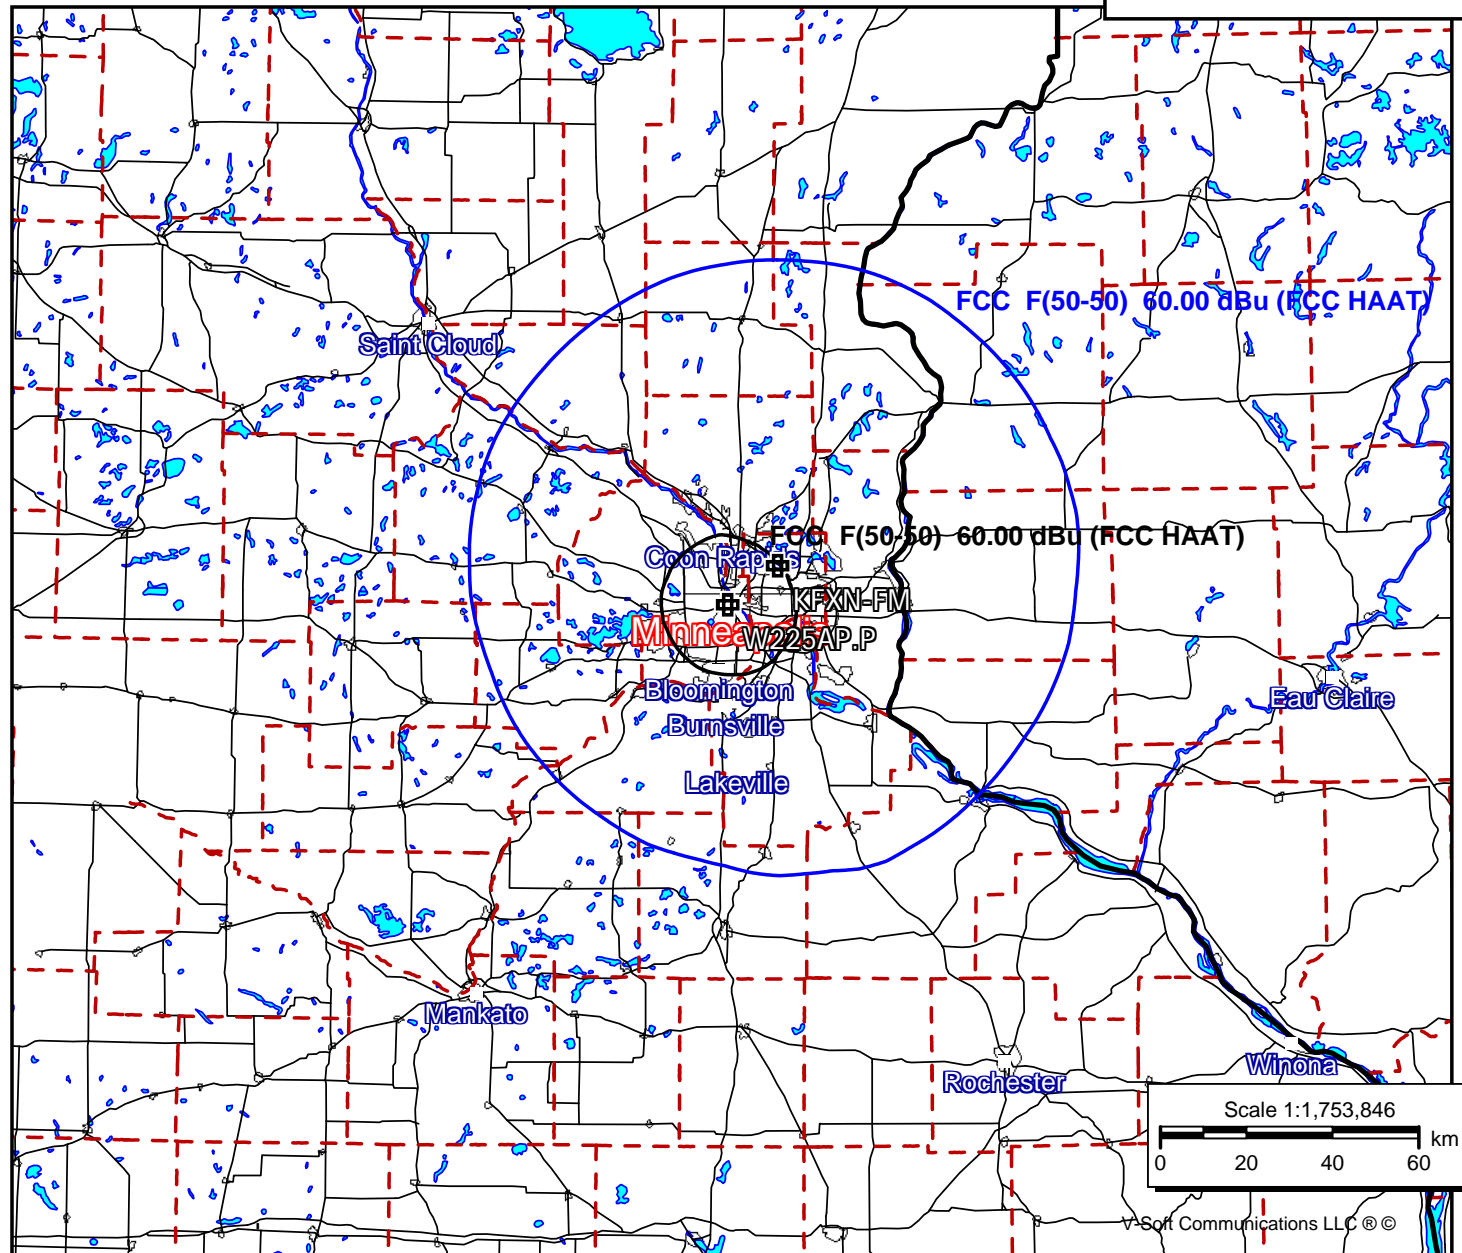 FCC F(50-50) 60.00 dBu (FCC HAAT)
Saint Cloud
FCC F(50-50) 60.00 dBu (FCC HAAT)
Coon Rapids
KFXN-FM
Minneapolis
W225AP.P
Bloomington
Eau Claire
Burnsville
Lakeville
Mankato
Winona
Rochester
Scale 1:1,753,846
km
0 20 40 60
V-Soft Communications LLC ® ©